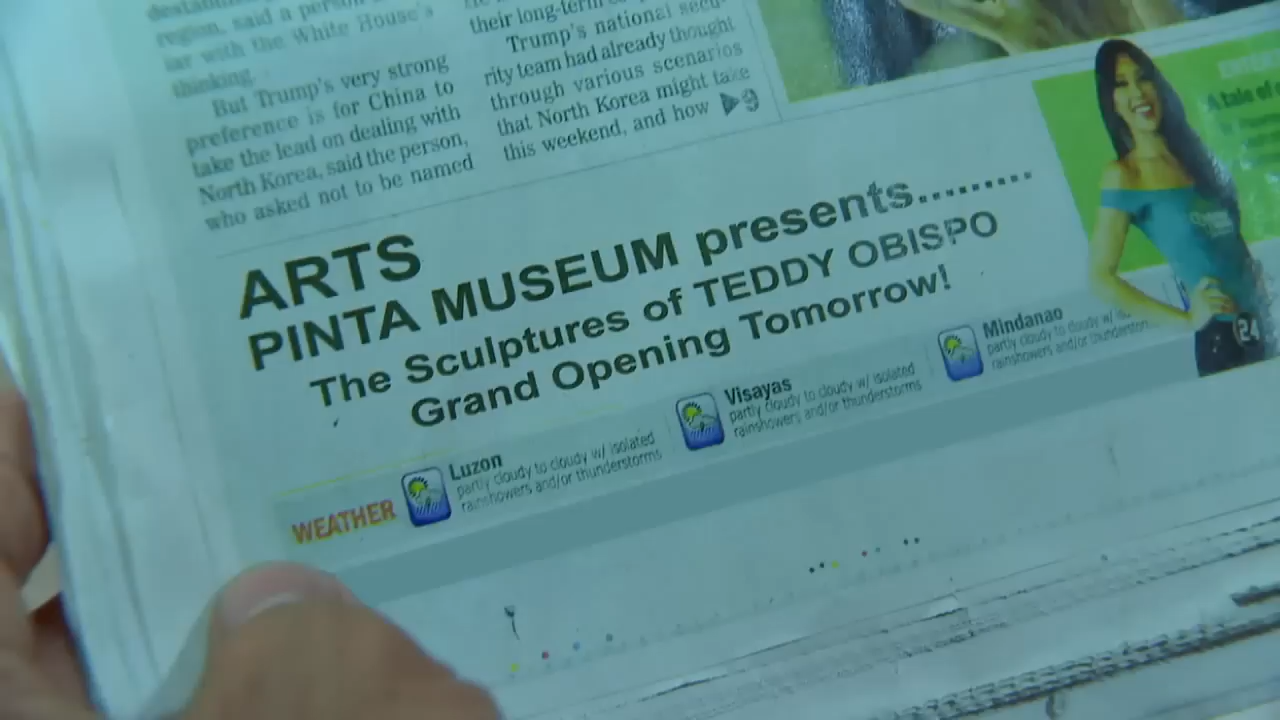 region, said a person
iar with the White House's
thinking.
But Trump's very strong
preference is for China to
take the lead on dealing with
North Korea, said the person,
who asked not to be named
their long-term
Trump's national secu-
rity team had already thought
through various scenarios
that North Korea might take
this weekend, and how ▶9
A tale of
ARTS
PINTA MUSEUM presents..........
The Sculptures of TEDDY OBISPO
Grand Opening Tomorrow!
WEATHER
Luzon
partly cloudy to cloudy w/ isolated
rainshowers and/or thunderstorms
Visayas
partly cloudy to cloudy w/ isolated
rainshowers and/or thunderstorms
Mindanao
partly cloudy to cloudy w/
rainshowers and/or
24